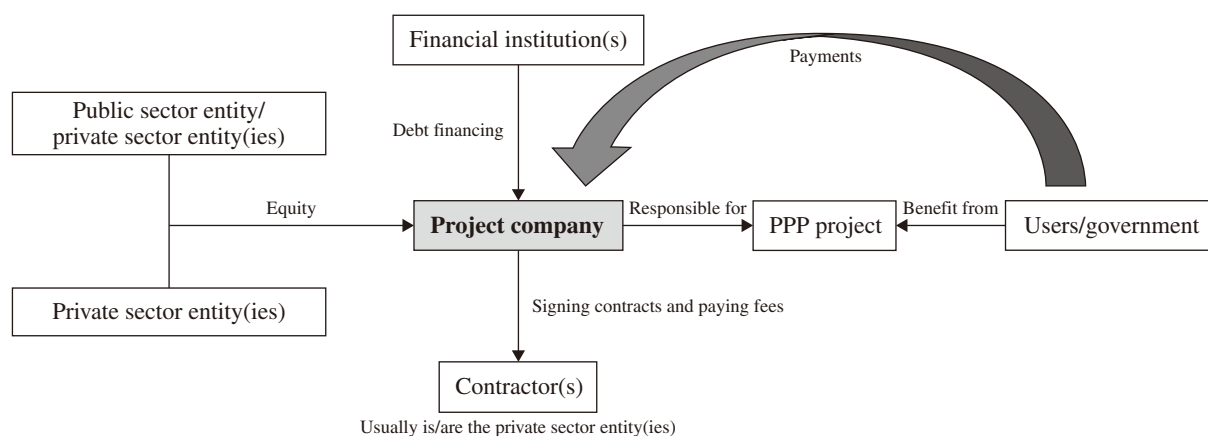 Financial institution(s)
Payments
Public sector entity/
private sector entity(ies)
Debt financing
Equity
Project company
Responsible for
PPP project
Benefit from
Users/government
Private sector entity(ies)
Signing contracts and paying fees
Contractor(s)
Usually is/are the private sector entity(ies)